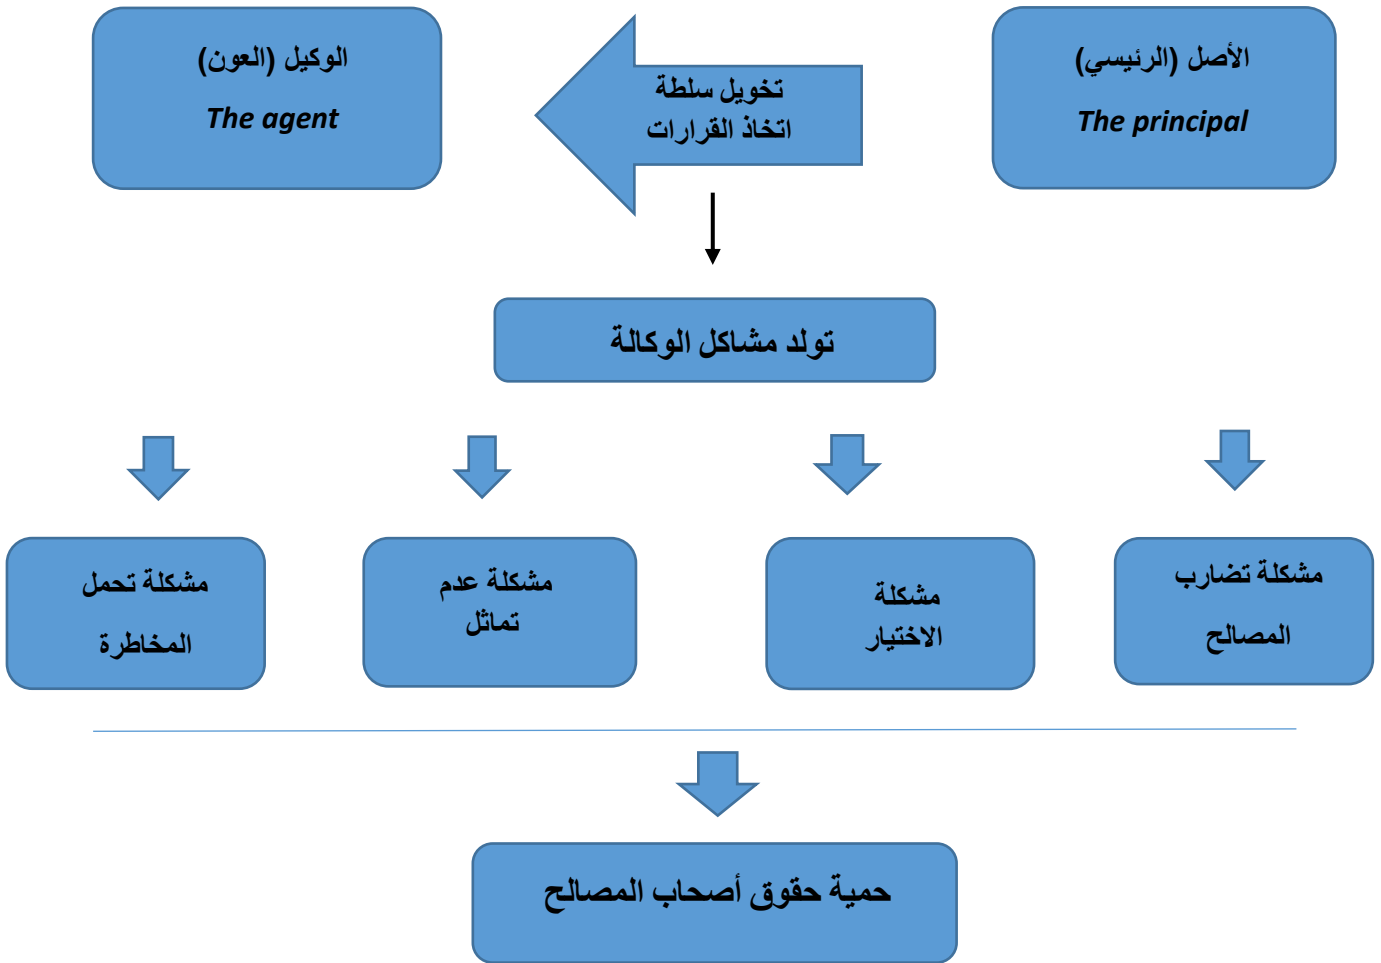 الأصل (الرئيسي)
The principal
تخويل سلطة
اتخاذ القرارات
الوكيل (العون)
The agent
تولد مشاكل الوكالة
مشكلة تضارب
المصالح
مشكلة
الاختيار
مشكلة عدم
تماثل
مشكلة تحمل
المخاطرة
حمية حقوق أصحاب المصالح